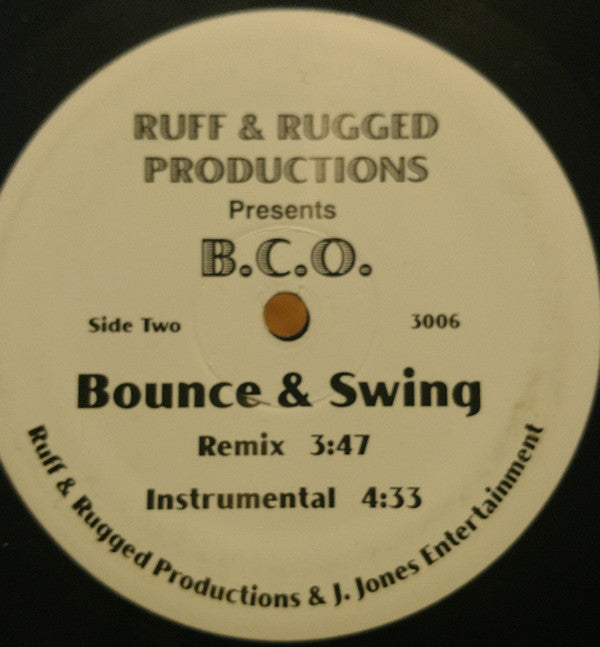 RUFF & RUGGED
PRODUCTIONS
Presents
B.C.O.
Side Two
3006
Bounce & Swing
Remix 3:47
Instrumental 4:33
Ruff & Rugged Productions & J. Jones Entertainment